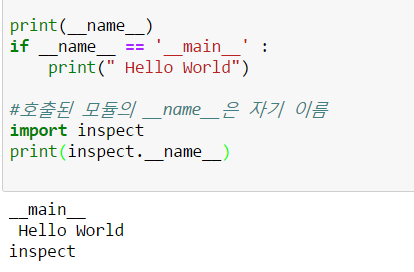 print(__name__)
if __name__ == '__main__' :
    print(" Hello World")
#호출된 모듈의 __name__은 자기 이름
import inspect
print(inspect.__name__)
__main__
 Hello World
inspect